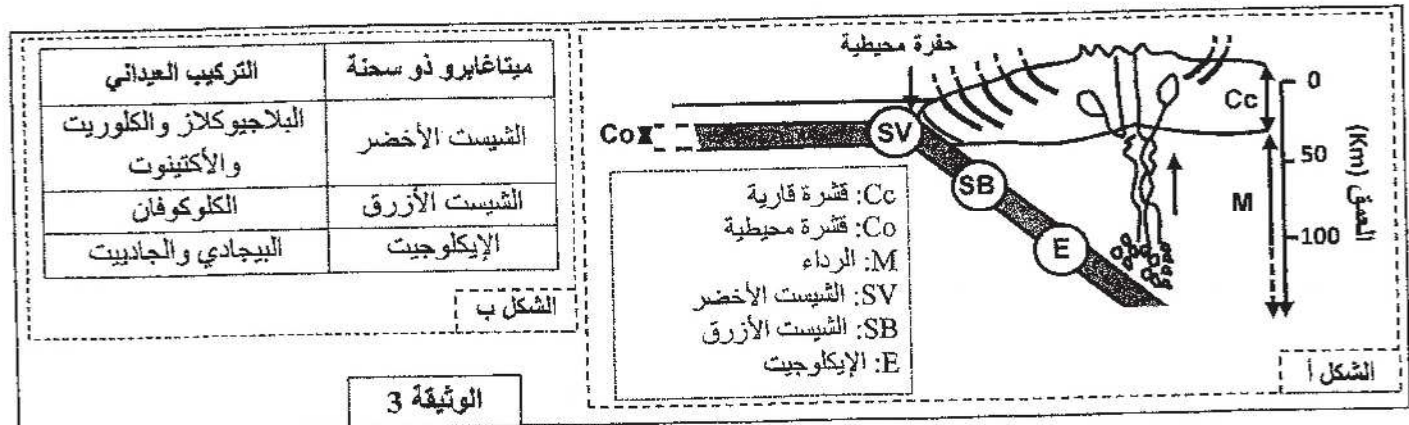 حفرة محيطية
0
Cc
50
العمق (Km)
M
100
Co
SV
SB
E
Cc: قشرة قارية
Co: قشرة محيطية
M: الرداء
SV: الشيست الأخضر
SB: الشيست الأزرق
E: الإيكلوجيت
الشكل أ
ميتاغابرو ذو سحنة
التركيب العيداني
الشيست الأخضر
البلاجيوكلاز والكلوريت
والأكتينوت
الشيست الأزرق
الكلوكوفان
الإيكلوجيت
البيجادي والجادييت
الشكل ب
الوثيقة 3